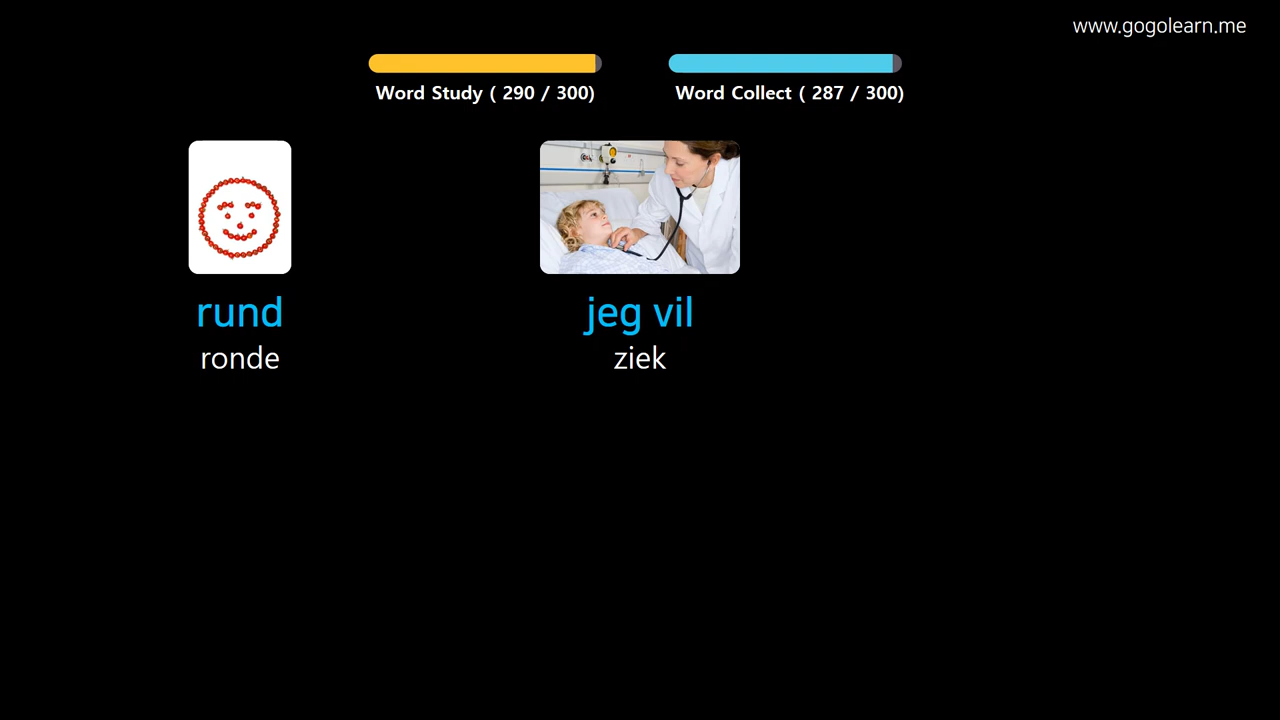 www.gogolearn.me
Word Study ( 290 / 300)
Word Collect ( 287 / 300)
rund
ronde
jeg vil
ziek